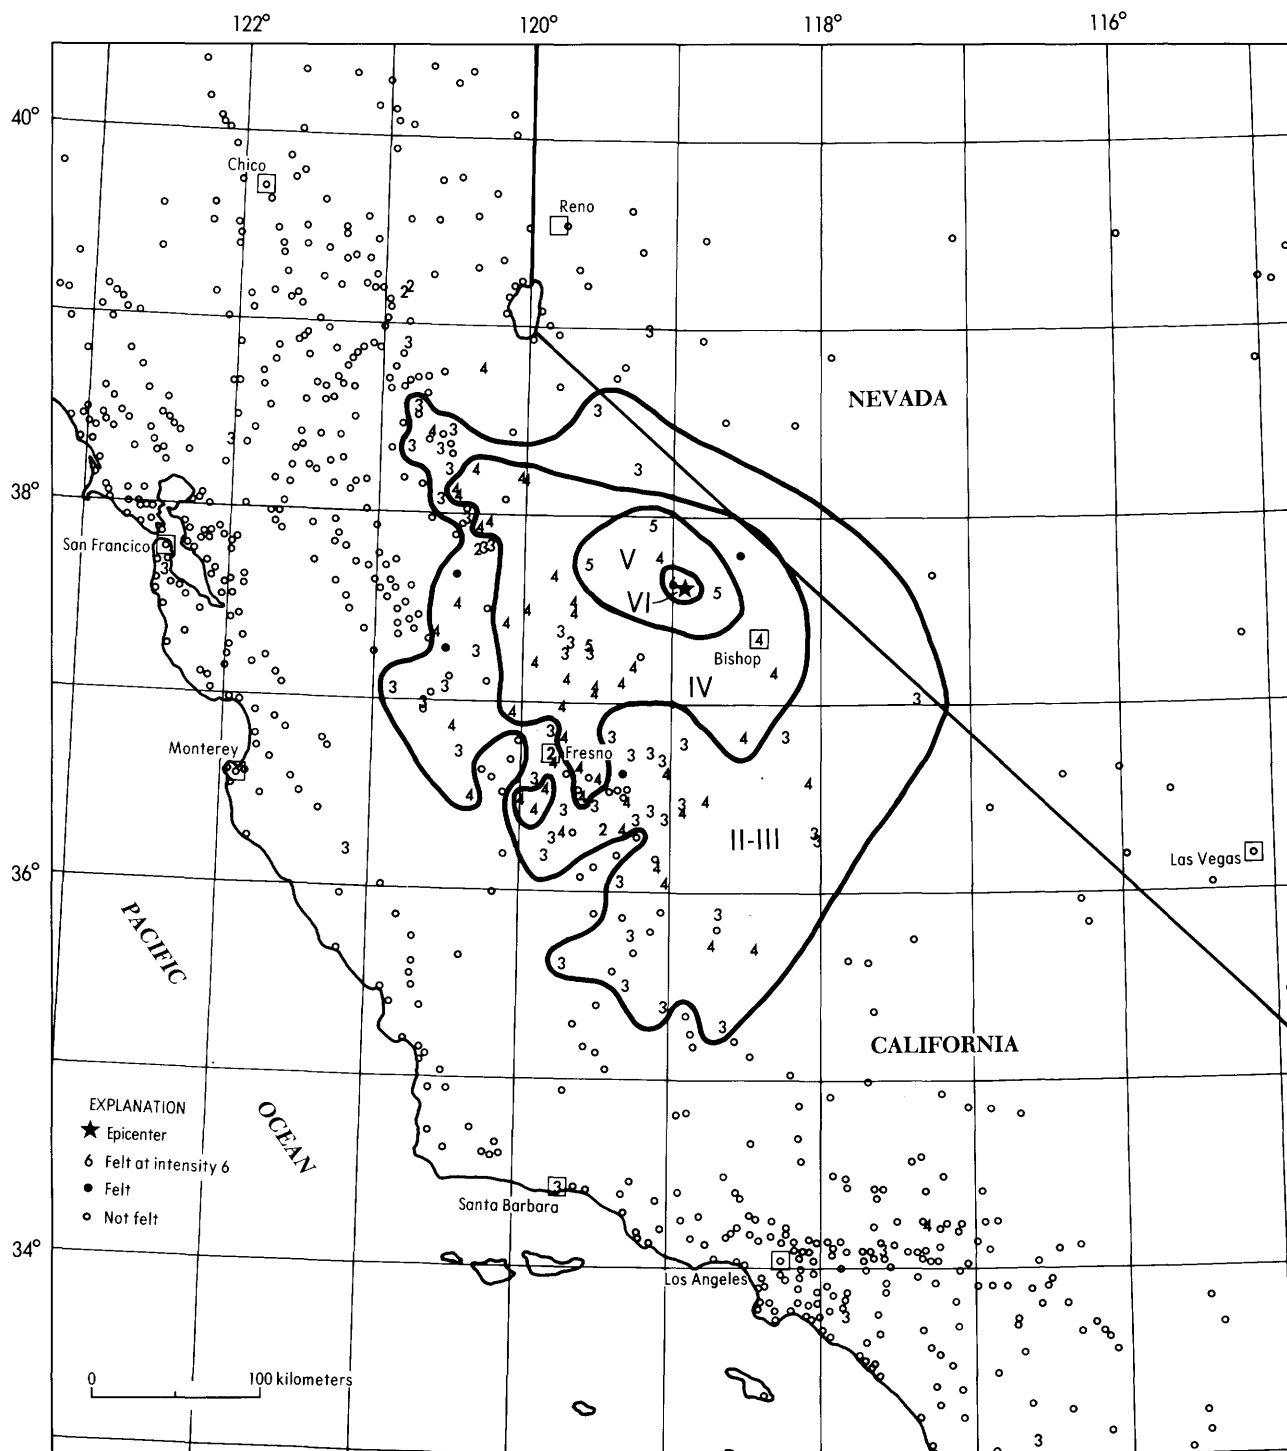 122° 120° 118° 116°
40°
Chico
Reno
NEVADA
38°
San Francico
V
VI
Bishop
IV
Monterey
Fresno
II-III
36°
Las Vegas
PACIFIC
CALIFORNIA
EXPLANATION
Epicenter
6 Felt at intensity 6
Felt
Not felt
OCEAN
Santa Barbara
34°
Los Angeles
0 100 kilometers